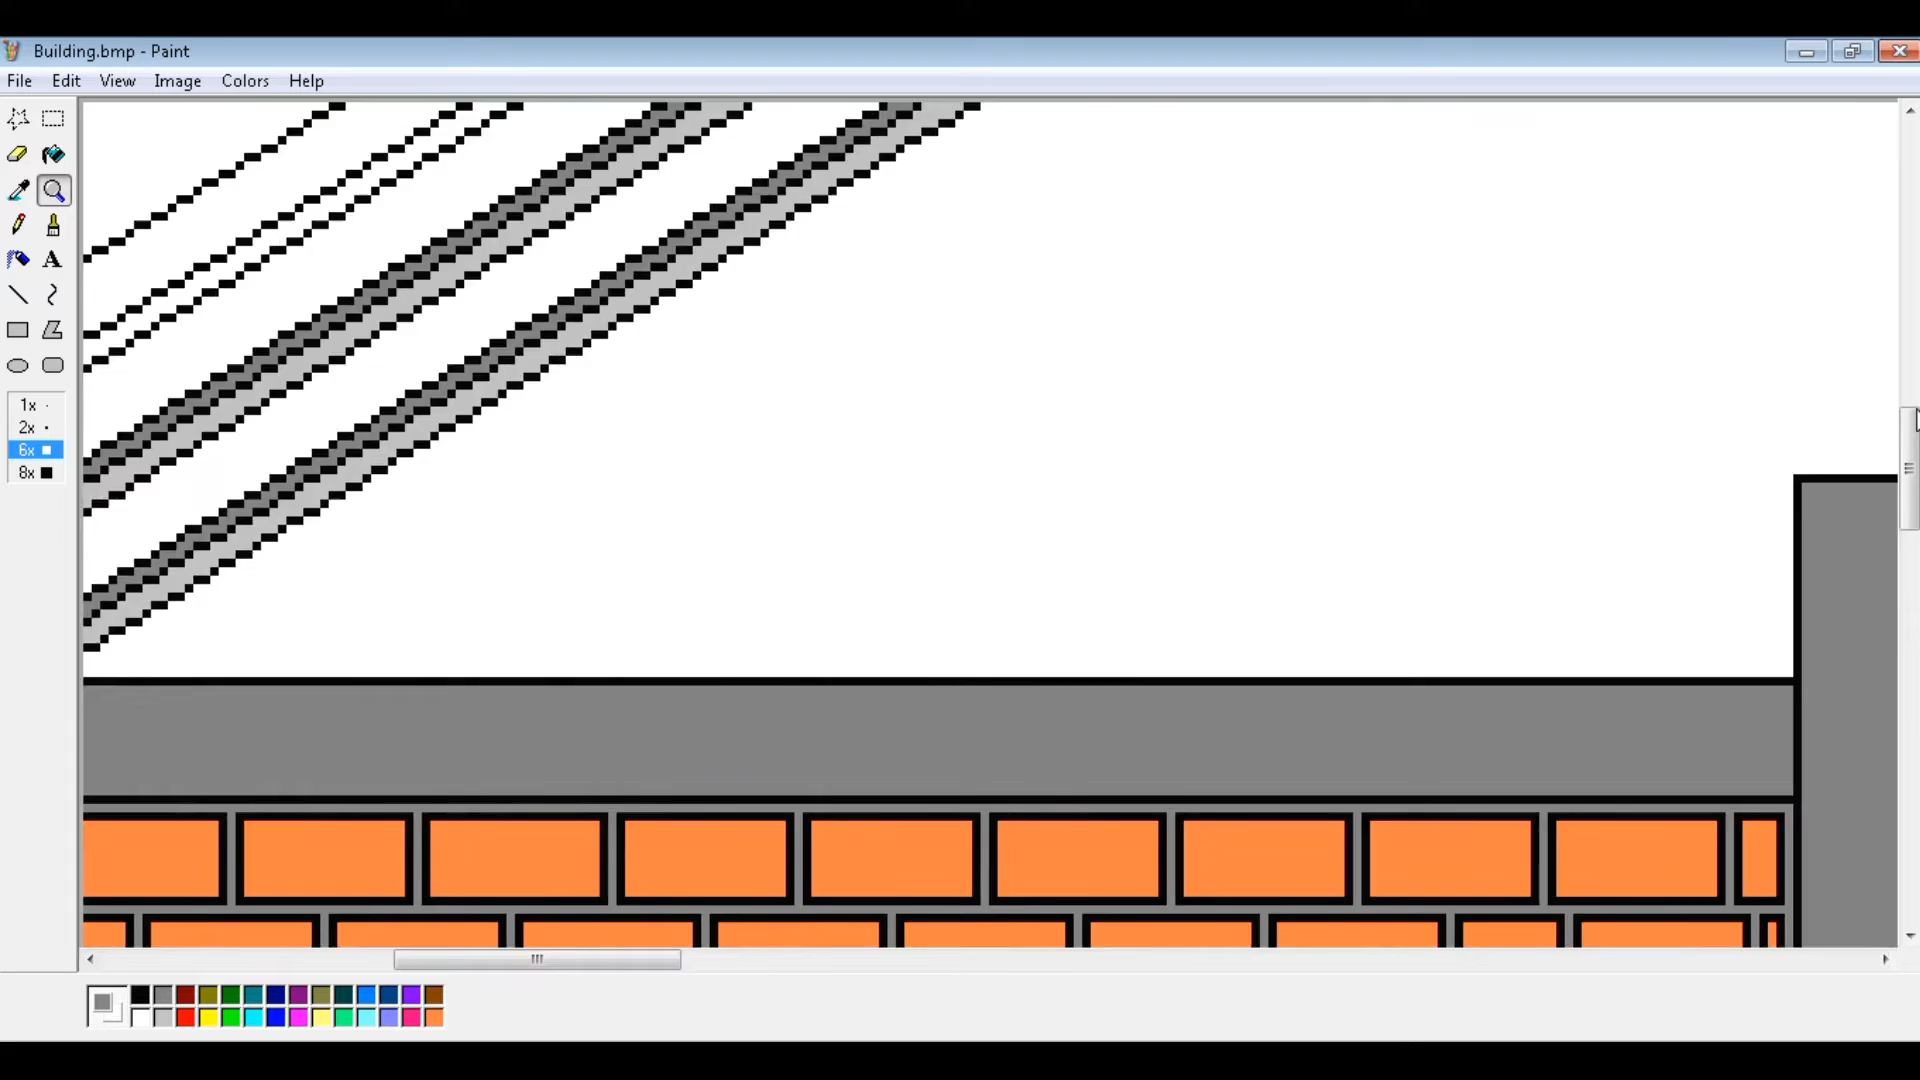 Building.bmp - Paint
File Edit View Image Colors Help
A
1x
2x
6x
8x